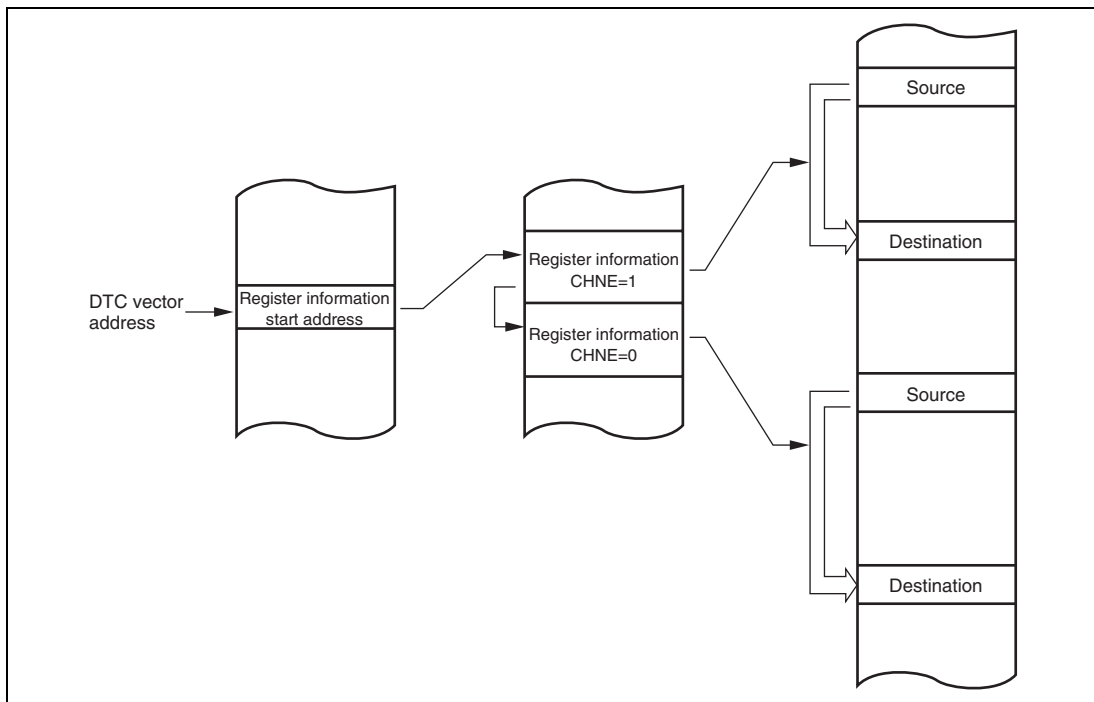 DTC vector
address
Register information
start address
Register information
CHNE=1
Register information
CHNE=0
Source
Destination
Source
Destination